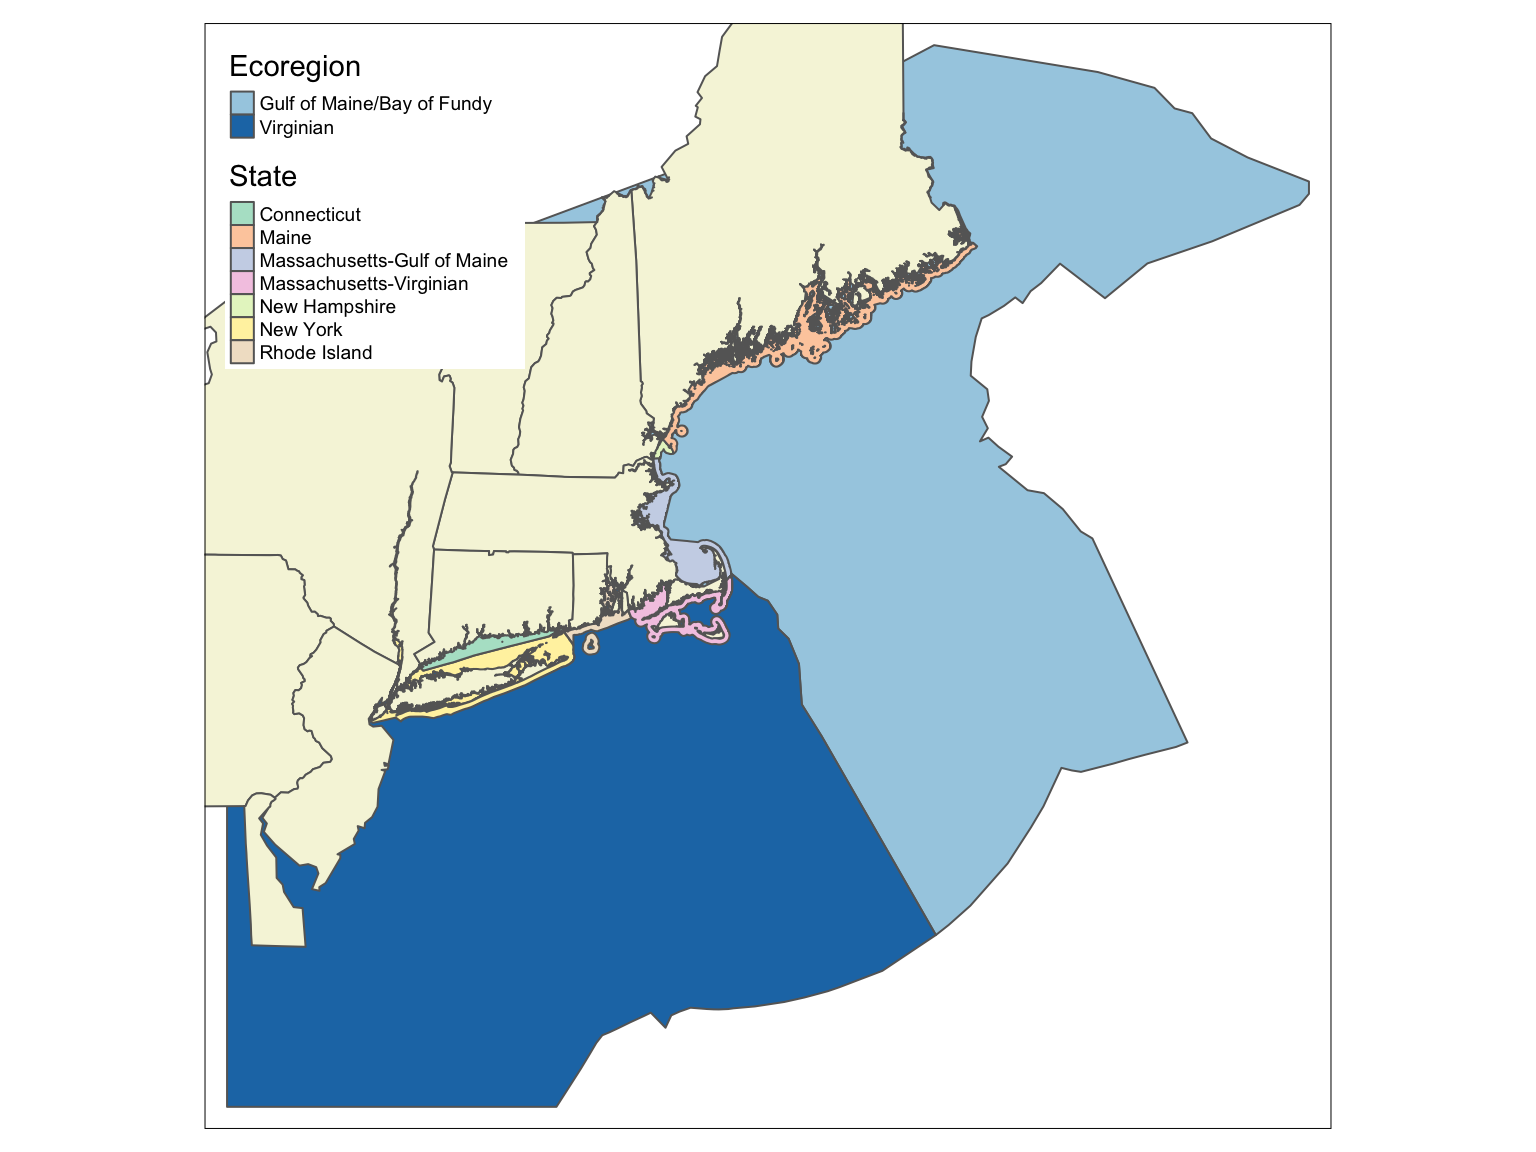 Ecoregion
Gulf of Maine/Bay of Fundy
Virginian
State
Connecticut
Maine
Massachusetts-Gulf of Maine
Massachusetts-Virginian
New Hampshire
New York
Rhode Island